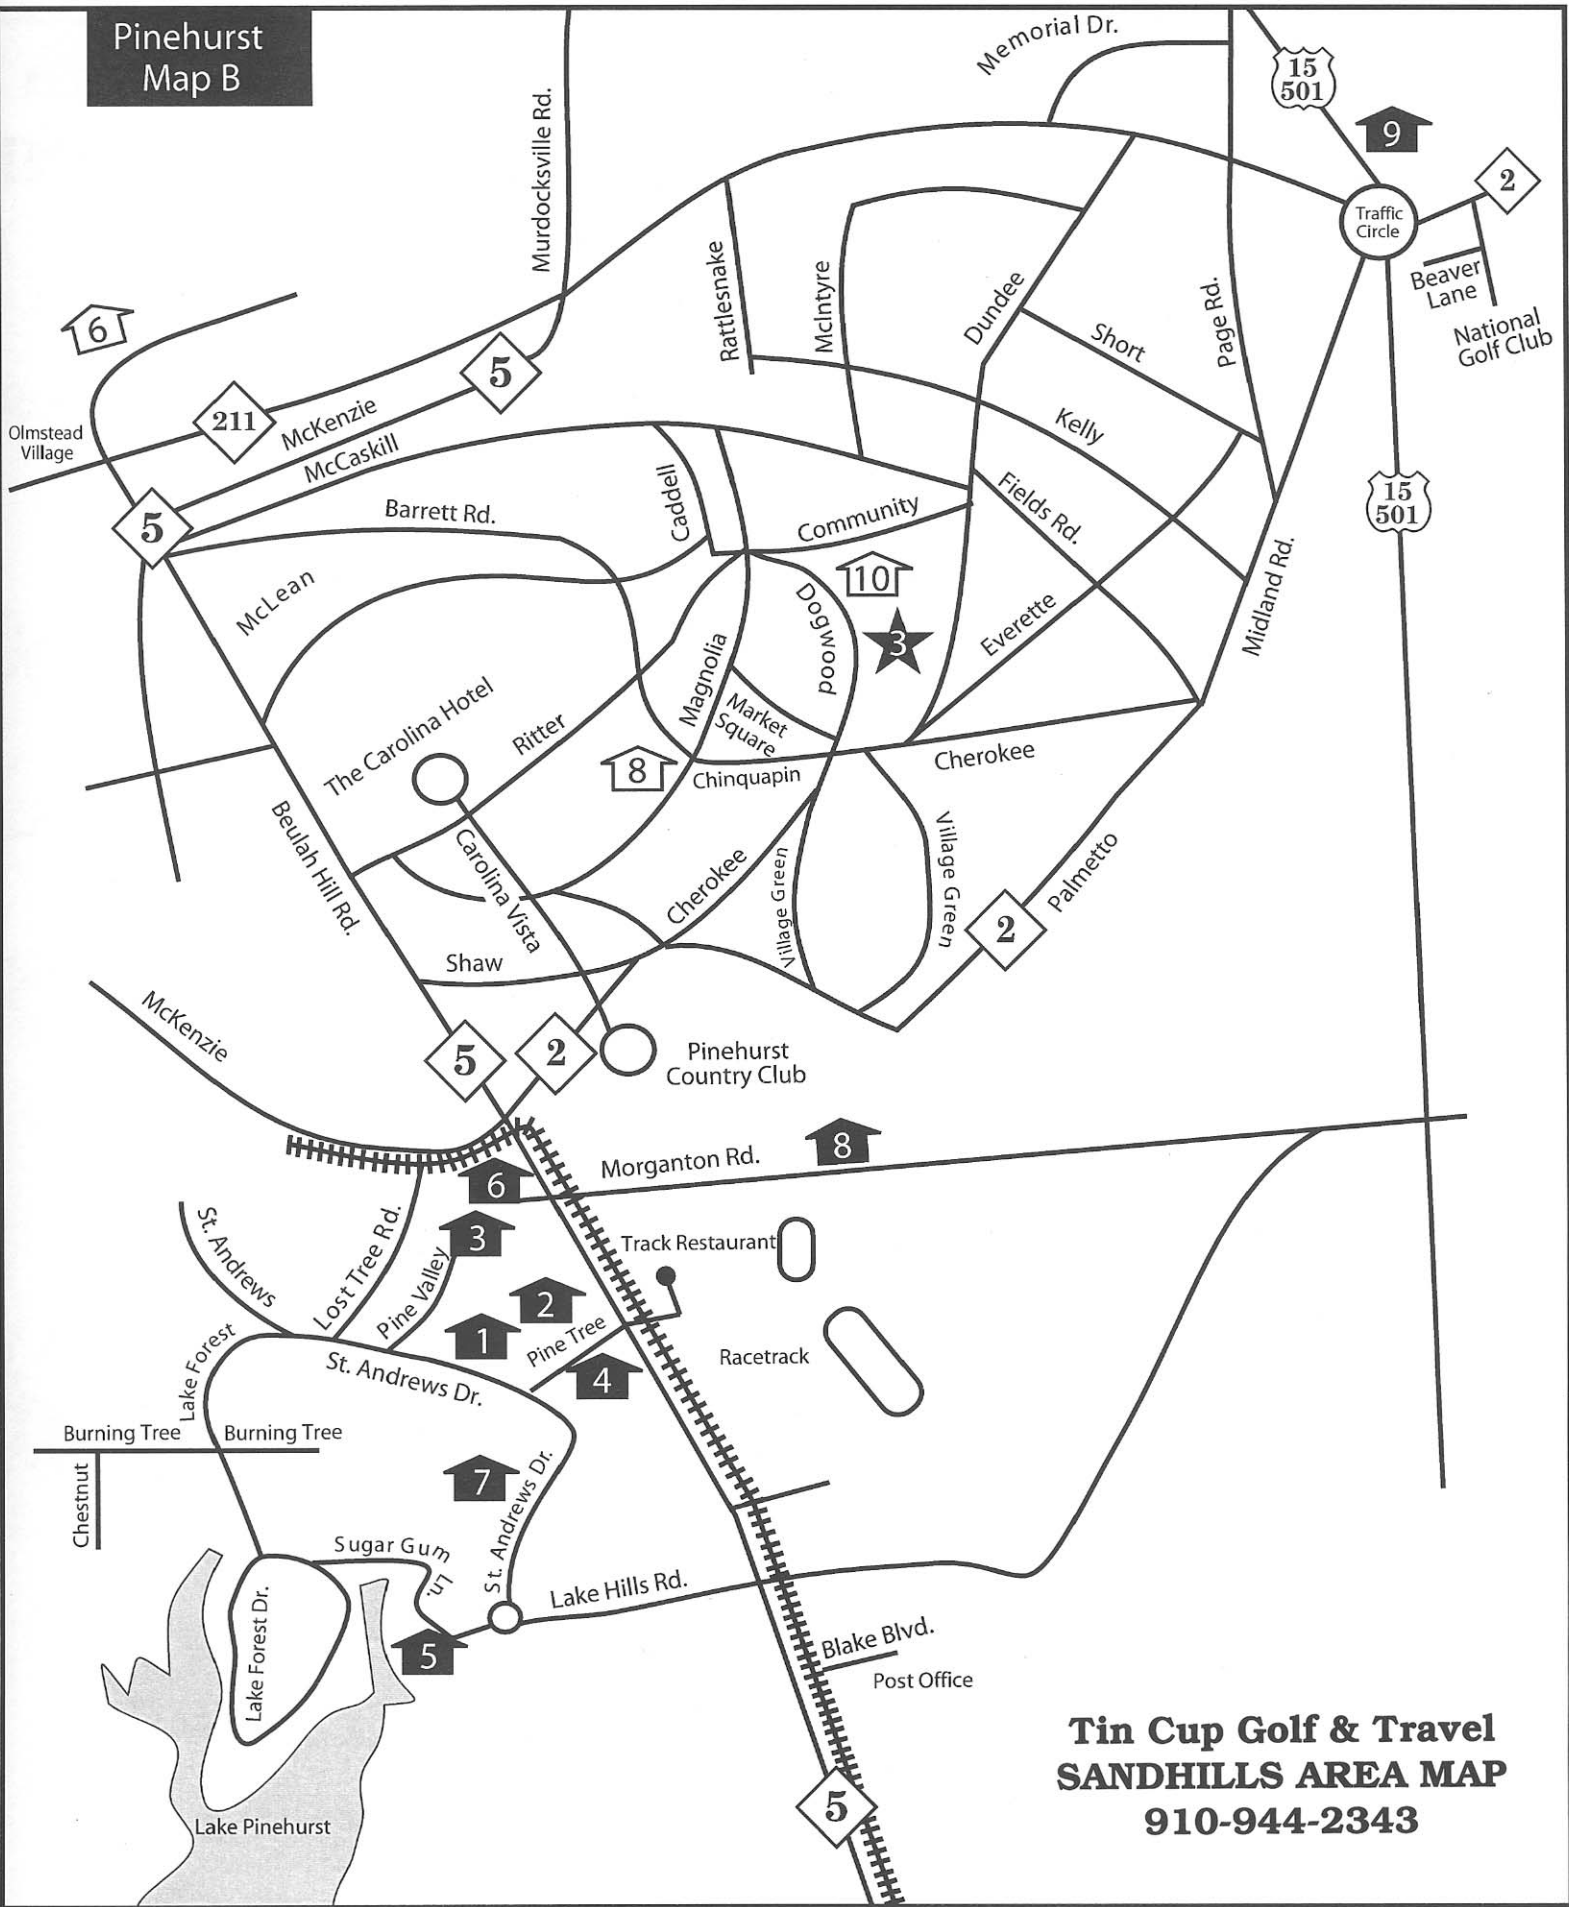 Pinehurst
Map B
Memorial Dr.
15
501
9
2
Traffic
Circle
Beaver
Lane
National
Golf Club
Murdocksville Rd.
Rattlesnake
McIntyre
Dundee
Short
Page Rd.
6
5
211
McKenzie
McCaskill
Olmstead
Village
Kelly
5
Barrett Rd.
Caddell
Community
Fields Rd.
15
501
10
McLean
Dogwood
3
Everette
Midland Rd.
Magnolia
Market
Square
The Carolina Hotel
Ritter
8
Chinquapin
Cherokee
Beulah Hill Rd.
Carolina Vista
Cherokee
Village Green
Village Green
Palmetto
2
Shaw
McKenzie
5
2
Pinehurst
Country Club
Morganton Rd.
8
6
3
St. Andrews
Lost Tree Rd.
Pine Valley
Track Restaurant
2
1
Pine Tree
4
Racetrack
Lake Forest
St. Andrews Dr.
Burning Tree
Burning Tree
Chestnut
7
St. Andrews Dr.
Sugar Gum
Ln.
Lake Hills Rd.
Lake Forest Dr.
5
Blake Blvd.
Post Office
Lake Pinehurst
5
Tin Cup Golf & Travel
SANDHILLS AREA MAP
910-944-2343